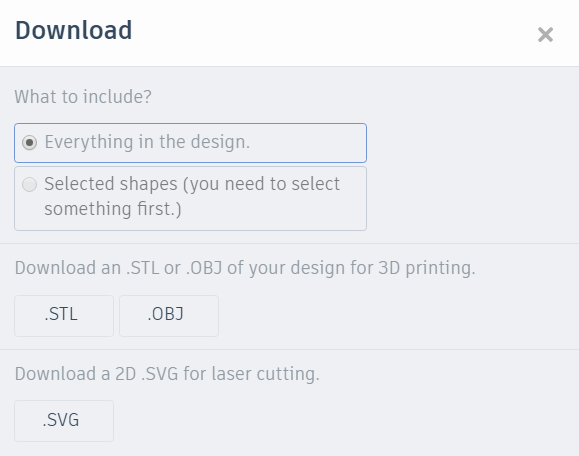 Download
What to include?
Everything in the design.
Selected shapes (you need to select
something first.)
Download an .STL or .OBJ of your design for 3D printing.
.STL .OBJ
Download a 2D .SVG for laser cutting.
.SVG